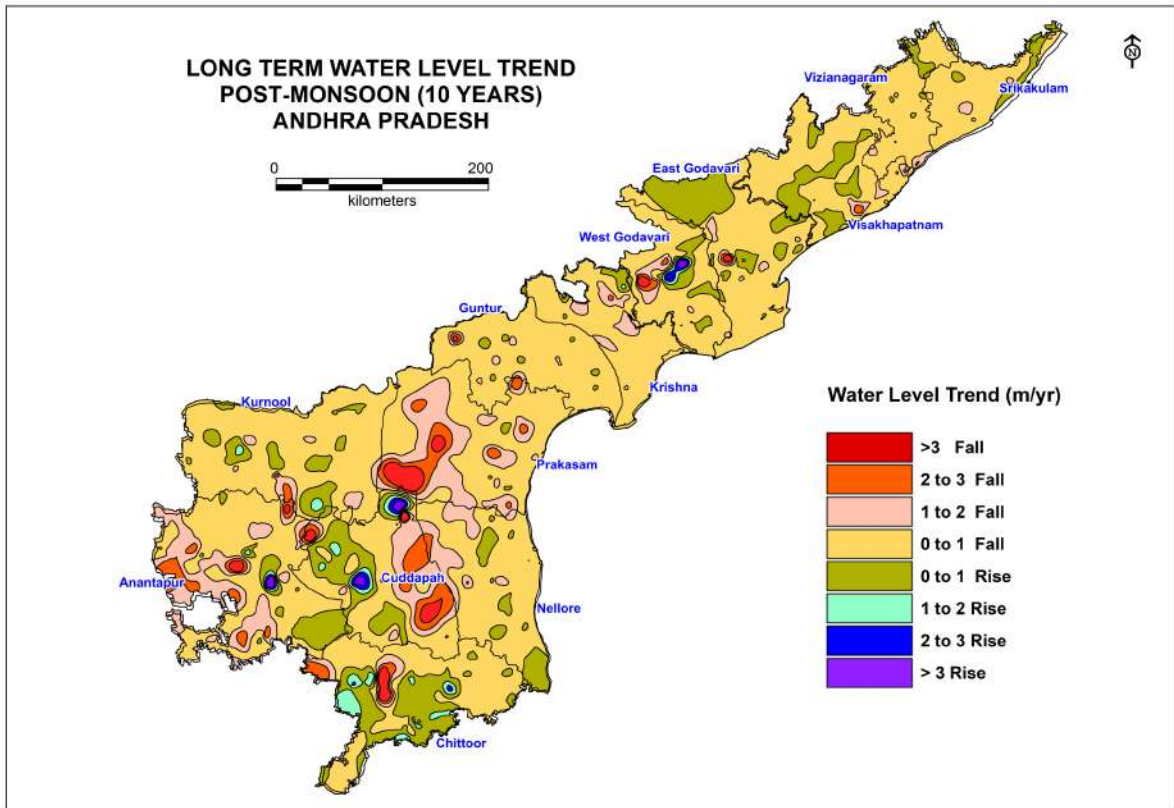 LONG TERM WATER LEVEL TREND
POST-MONSOON (10 YEARS)
ANDHRA PRADESH
0 200
kilometers
N
Vizianagaram
Srikakulam
East Godavari
Visakhapatnam
West Godavari
Guntur
Krishna
Kurnool
Prakasam
Anantapur
Cuddapah
Nellore
Chittoor
Water Level Trend (m/yr)
>3 Fall
2 to 3 Fall
1 to 2 Fall
0 to 1 Fall
0 to 1 Rise
1 to 2 Rise
2 to 3 Rise
> 3 Rise